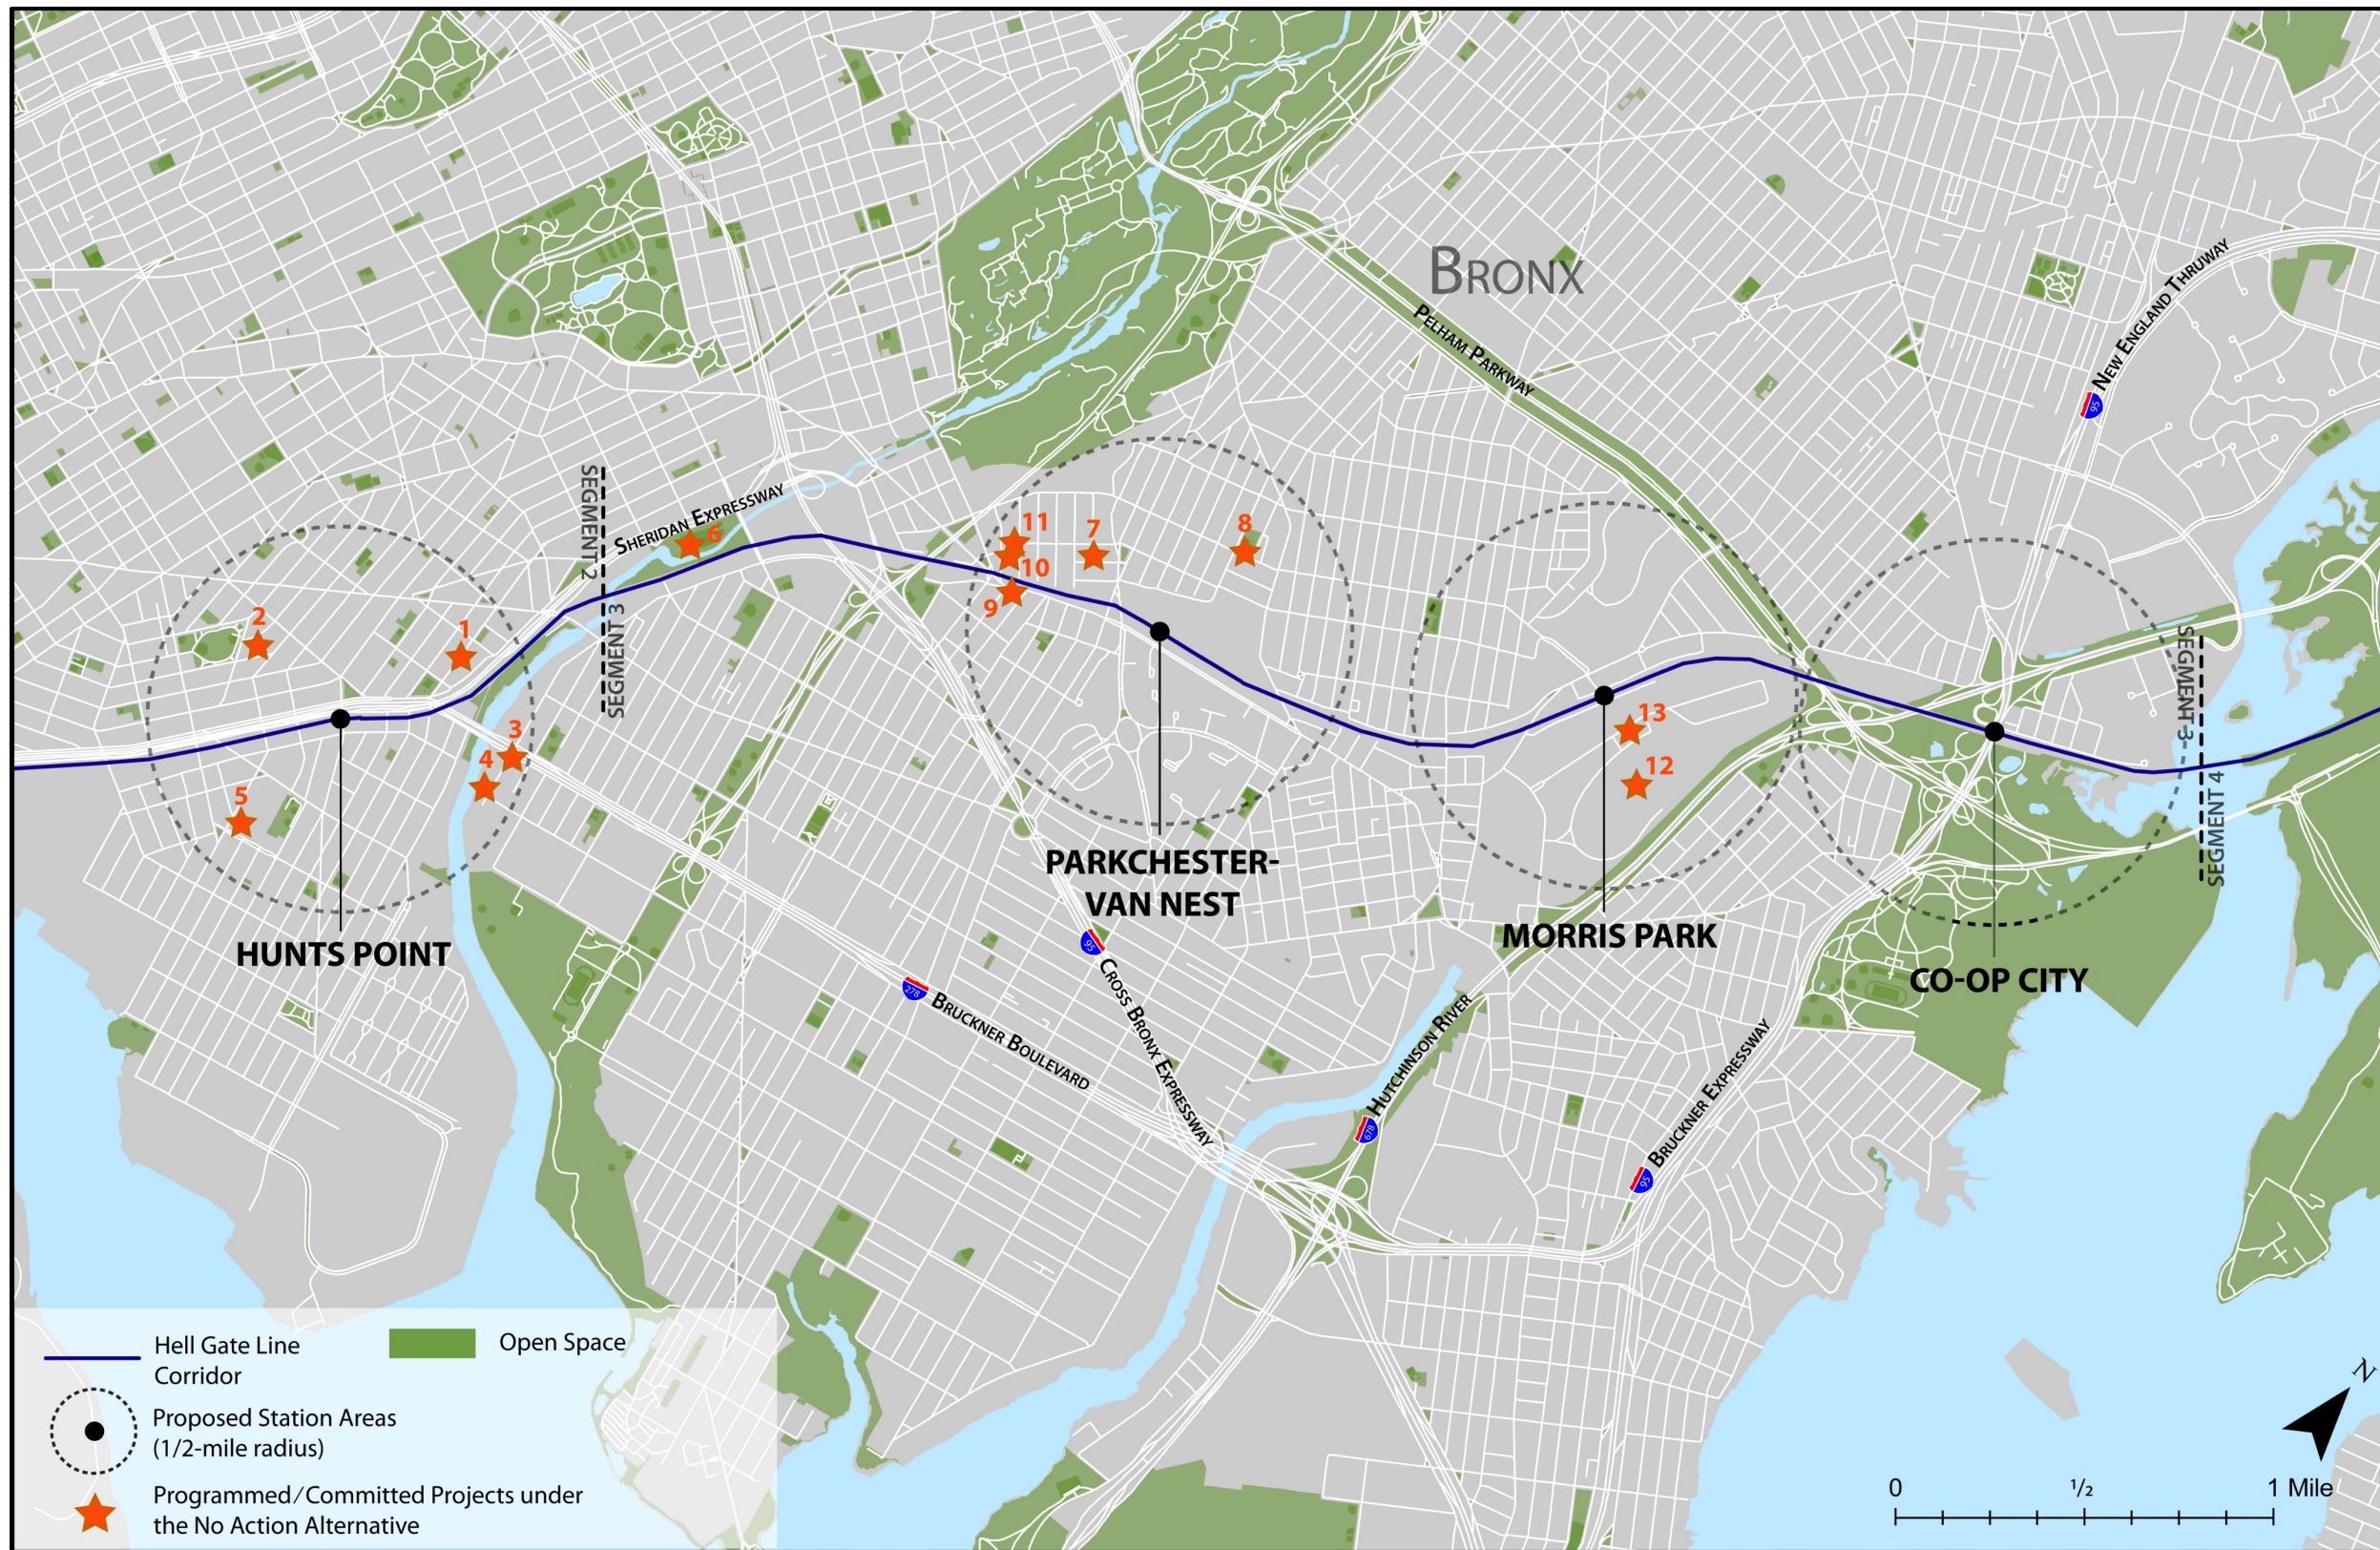 BRONX
PELHAM PARKWAY
NEW ENGLAND THRUWAY
95
SEGMENT 2
SEGMENT 3
SHERIDAN EXPRESSWAY
6
11
7
8
10
9
2
1
3
4
5
13
12
SEGMENT 3
SEGMENT 4
HUNTS POINT
PARKCHESTER-
VAN NEST
MORRIS PARK
CO-OP CITY
95
CROSS BRONX EXPRESSWAY
278
BRUCKNER BOULEVARD
HUTCHINSON RIVER
678
BRUCKNER EXPRESSWAY
95
Hell Gate Line
Corridor
Open Space
Proposed Station Areas
(1/2-mile radius)
Programmed/Committed Projects under
the No Action Alternative
N
0 1/2 1 Mile